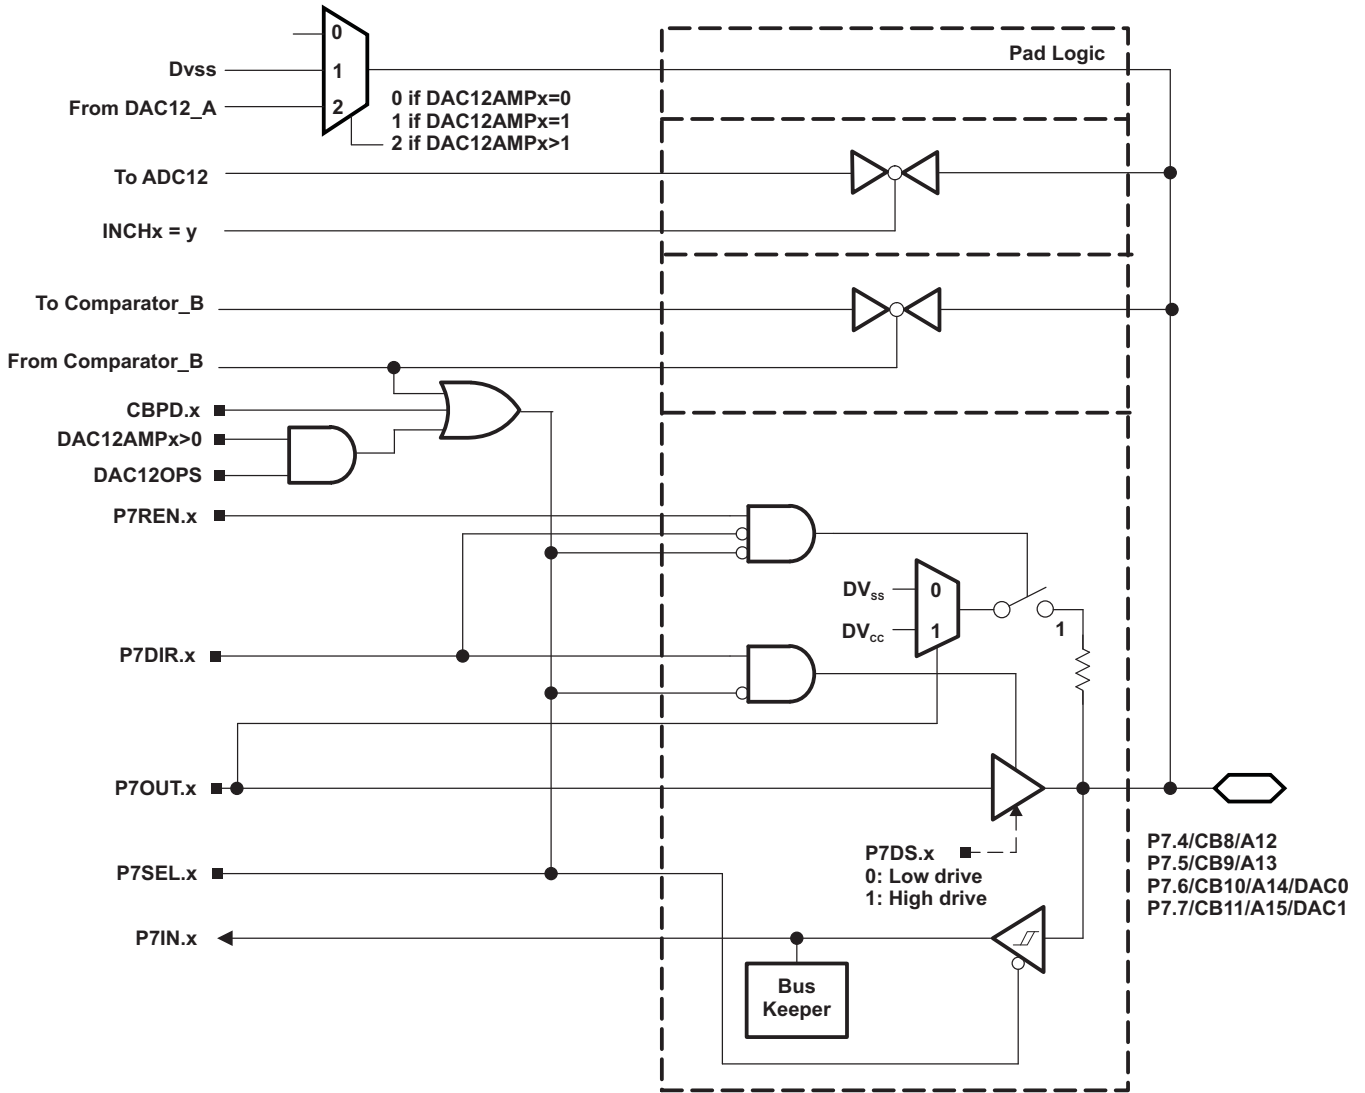 0
Dvss
1
From DAC12_A
2
0 if DAC12AMPx=0
1 if DAC12AMPx=1
2 if DAC12AMPx>1
Pad Logic
To ADC12
INCHx = y
To Comparator_B
From Comparator_B
CBPD.x
DAC12AMPx>0
DAC12OPS
P7REN.x
DVss
0
DVcc
1
1
P7DIR.x
P7OUT.x
P7DS.x
0: Low drive
1: High drive
P7.4/CB8/A12
P7.5/CB9/A13
P7.6/CB10/A14/DAC0
P7.7/CB11/A15/DAC1
P7SEL.x
P7IN.x
Bus
Keeper